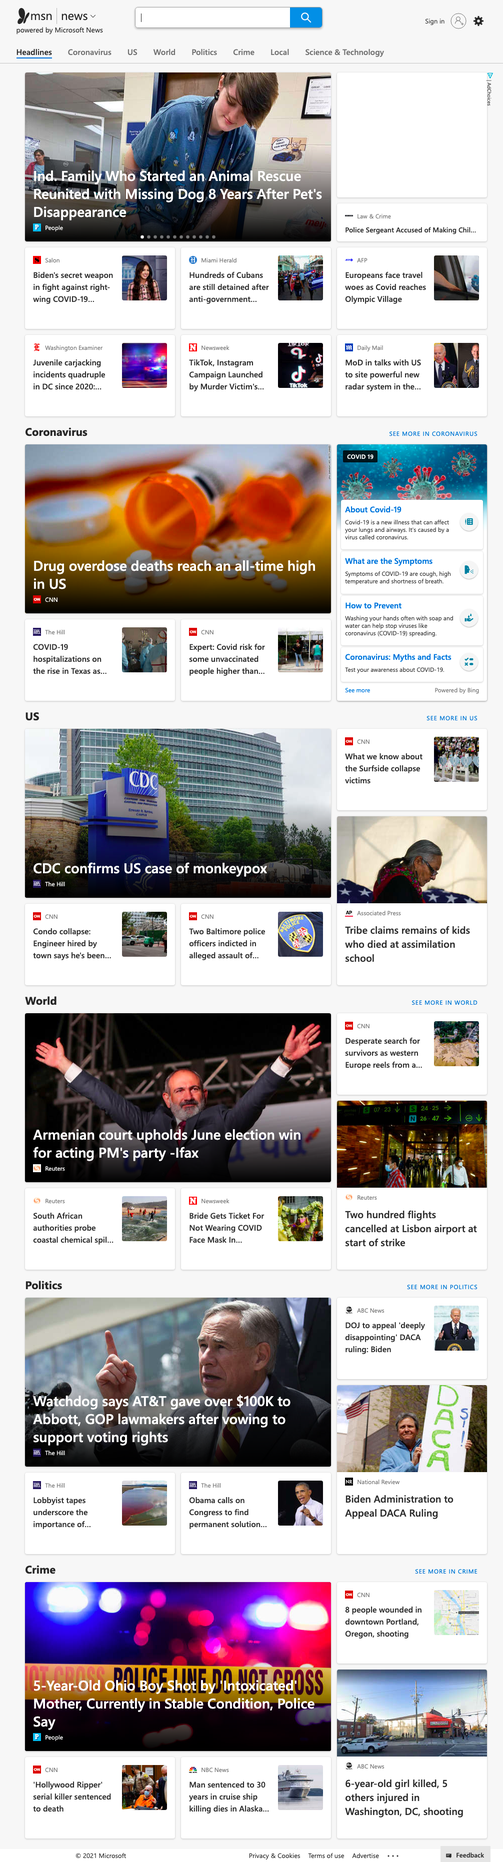 msn news
powered by Microsoft News
Sign in
Headlines Coronavirus US World Politics Crime Local Science & Technology
Ind. Family Who Started an Animal Rescue
Reunited with Missing Dog 8 Years After Pet's
Disappearance
People
AdChoices
Law & Crime
Police Sergeant Accused of Making Chil...
Salon
Biden's secret weapon
in fight against right-
wing COVID-19...
Miami Herald
Hundreds of Cubans
are still detained after
anti-government...
AFP
Europeans face travel
woes as Covid reaches
Olympic Village
Washington Examiner
Juvenile carjacking
incidents quadruple
in DC since 2020:...
Newsweek
TikTok, Instagram
Campaign Launched
by Murder Victim's...
TikTok
Daily Mail
MoD in talks with US
to site powerful new
radar system in the...
Coronavirus
SEE MORE IN CORONAVIRUS
Drug overdose deaths reach an all-time high
in US
CNN
COVID 19
About Covid-19
Covid-19 is a new illness that can affect
your lungs and airways. It's caused by a
virus called coronavirus.
What are the Symptoms
Symptoms of COVID-19 are cough, high
temperature and shortness of breath.
How to Prevent
Washing your hands often with soap and
water can help stop viruses like
coronavirus (COVID-19) spreading.
Coronavirus: Myths and Facts
Test your awareness about COVID-19.
See more Powered by Bing
The Hill
COVID-19
hospitalizations on
the rise in Texas as...
CNN
Expert: Covid risk for
some unvaccinated
people higher than...
US
SEE MORE IN US
CDC
CDC confirms US case of monkeypox
The Hill
CNN
What we know about
the Surfside collapse
victims
AP Associated Press
Tribe claims remains of kids
who died at assimilation
school
CNN
Condo collapse:
Engineer hired by
town says he's been...
CNN
Two Baltimore police
officers indicted in
alleged assault of...
World
SEE MORE IN WORLD
Armenian court upholds June election win
for acting PM's party -Ifax
Reuters
CNN
Desperate search for
survivors as western
Europe reels from a...
Reuters
Two hundred flights
cancelled at Lisbon airport at
start of strike
Reuters
South African
authorities probe
coastal chemical spil...
Newsweek
Bride Gets Ticket For
Not Wearing COVID
Face Mask In...
Politics
SEE MORE IN POLITICS
Watchdog says AT&T gave over $100K to
Abbott, GOP lawmakers after vowing to
support voting rights
The Hill
ABC News
DOJ to appeal 'deeply
disappointing' DACA
ruling: Biden
DACA
National Review
Biden Administration to
Appeal DACA Ruling
The Hill
Lobbyist tapes
underscore the
importance of...
The Hill
Obama calls on
Congress to find
permanent solution...
Crime
SEE MORE IN CRIME
POLICE LINE DO NOT CROSS
5-Year-Old Ohio Boy Shot by 'Intoxicated'
Mother, Currently in Stable Condition, Police
Say
People
CNN
8 people wounded in
downtown Portland,
Oregon, shooting
ABC News
6-year-old girl killed, 5
others injured in
Washington, DC, shooting
CNN
'Hollywood Ripper'
serial killer sentenced
to death
NBC News
Man sentenced to 30
years in cruise ship
killing dies in Alaska...
© 2021 Microsoft Privacy & Cookies Terms of use Advertise ... Feedback